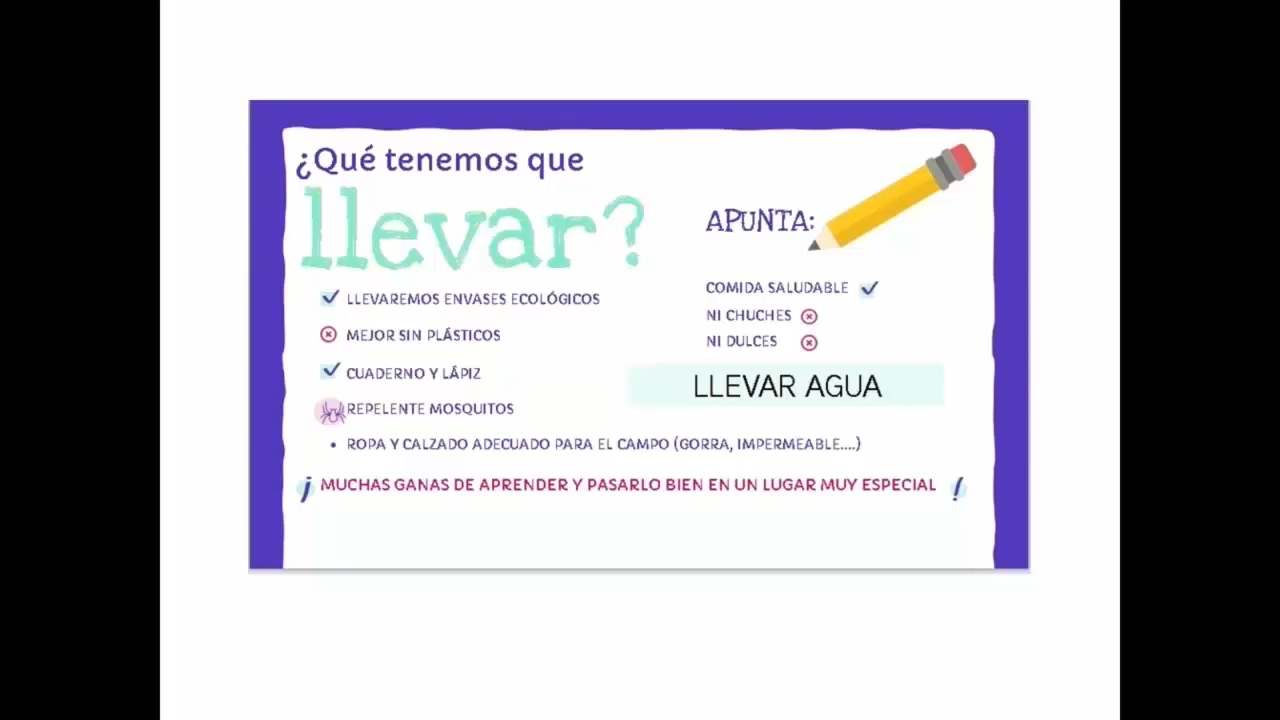 ¿Qué tenemos que
llevar?
LLEVAREMOS ENVASES ECOLÓGICOS
MEJOR SIN PLÁSTICOS
CUADERNO Y LÁPIZ
REPELENTE MOSQUITOS
ROPA Y CALZADO ADECUADO PARA EL CAMPO (GORRA, IMPERMEABLE....)
APUNTA:
COMIDA SALUDABLE
NI CHUCHES
NI DULCES
LLEVAR AGUA
¡ MUCHAS GANAS DE APRENDER Y PASARLO BIEN EN UN LUGAR MUY ESPECIAL !